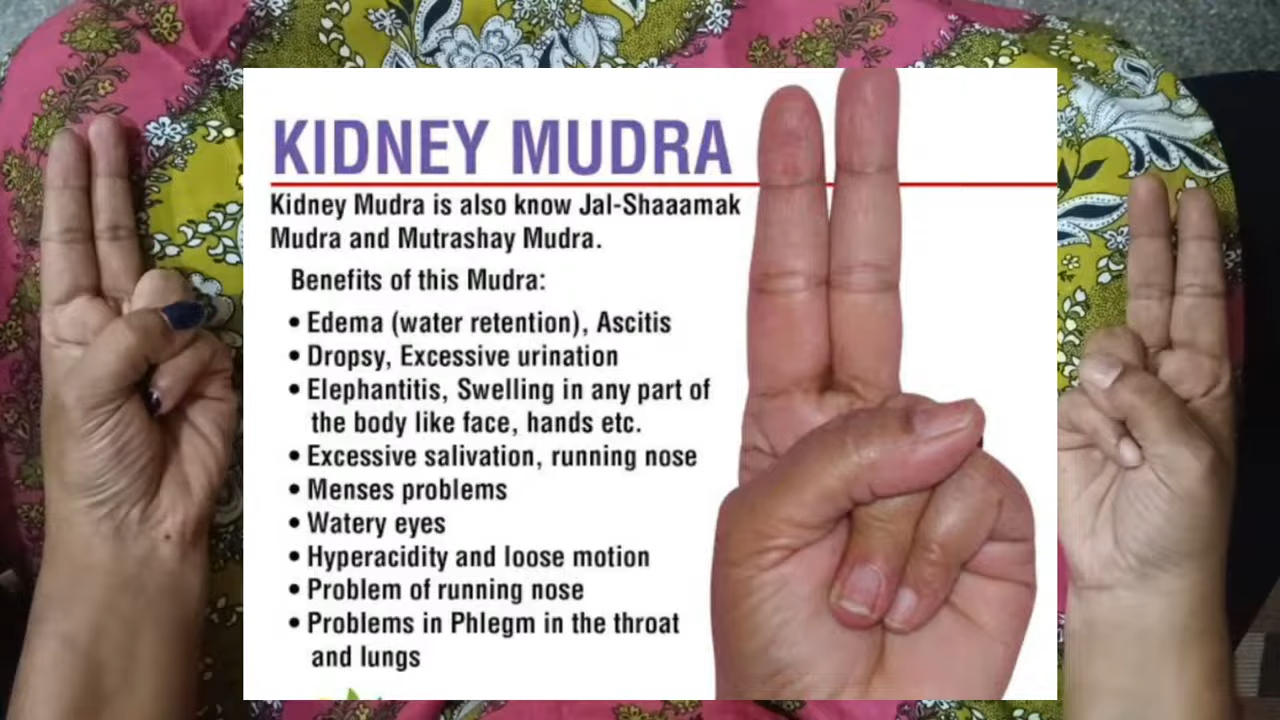 KIDNEY MUDRA
Kidney Mudra is also know Jal-Shaaamak
Mudra and Mutrashay Mudra.
Benefits of this Mudra:
• Edema (water retention), Ascitis
• Dropsy, Excessive urination
• Elephantitis, Swelling in any part of
the body like face, hands etc.
• Excessive salivation, running nose
• Menses problems
• Watery eyes
• Hyperacidity and loose motion
• Problem of running nose
• Problems in Phlegm in the throat
and lungs